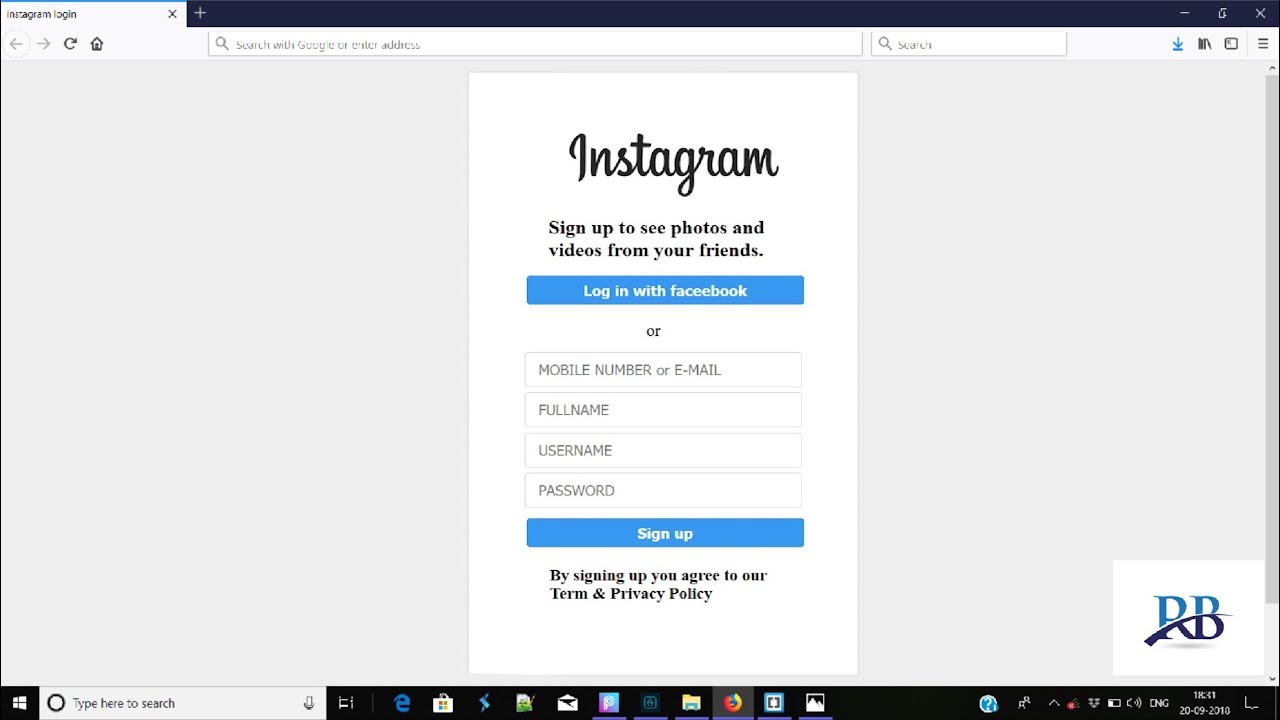 instagram login
Search with Google or enter address
Search
Instagram
Sign up to see photos and
videos from your friends.
Log in with faceebook
or
MOBILE NUMBER or E-MAIL
FULLNAME
USERNAME
PASSWORD
Sign up
By signing up you agree to our
Term & Privacy Policy
RB
Type here to search
ENG
18:31
20-09-2018